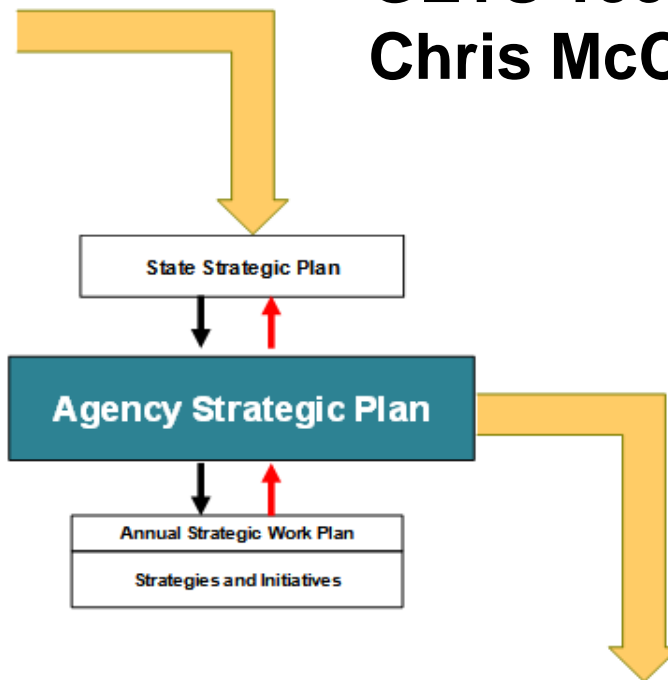 Chris McC
State Strategic Plan
Agency Strategic Plan
Annual Strategic Work Plan
Strategies and Initiatives